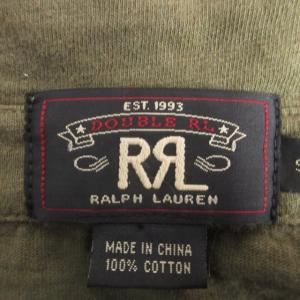 EST. 1993
DOUBLE RL
RRL
RALPH LAUREN
S
MADE IN CHINA
100% COTTON